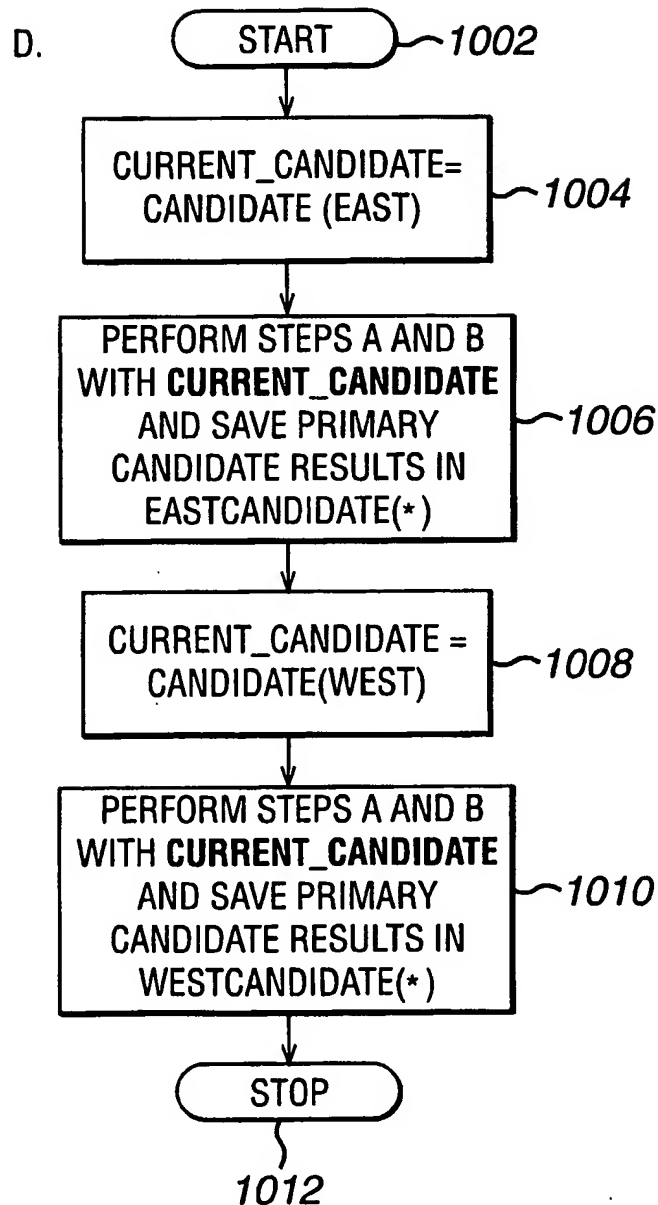 D.
START
1002
CURRENT_CANDIDATE=
CANDIDATE (EAST)
1004
PERFORM STEPS A AND B
WITH CURRENT_CANDIDATE
AND SAVE PRIMARY
CANDIDATE RESULTS IN
EASTCANDIDATE(*)
1006
CURRENT_CANDIDATE =
CANDIDATE(WEST)
1008
PERFORM STEPS A AND B
WITH CURRENT_CANDIDATE
AND SAVE PRIMARY
CANDIDATE RESULTS IN
WESTCANDIDATE(*)
1010
STOP
1012